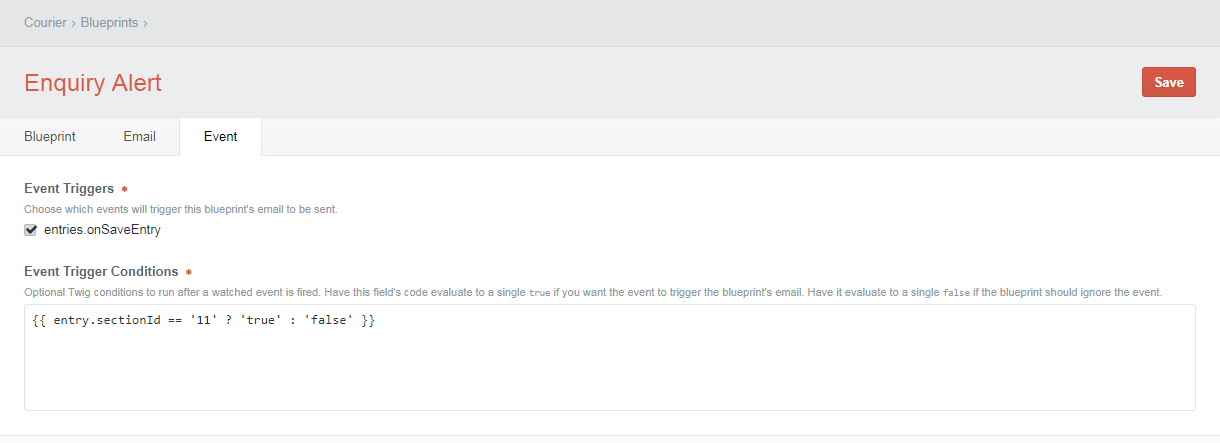 Courier › Blueprints ›
Enquiry Alert
Save
Blueprint Email Event
Event Triggers *
Choose which events will trigger this blueprint's email to be sent.
entries.onSaveEntry
Event Trigger Conditions *
Optional Twig conditions to run after a watched event is fired. Have this field's code evaluate to a single true if you want the event to trigger the blueprint's email. Have it evaluate to a single false if the blueprint should ignore the event.
{{ entry.sectionId == '11' ? 'true' : 'false' }}